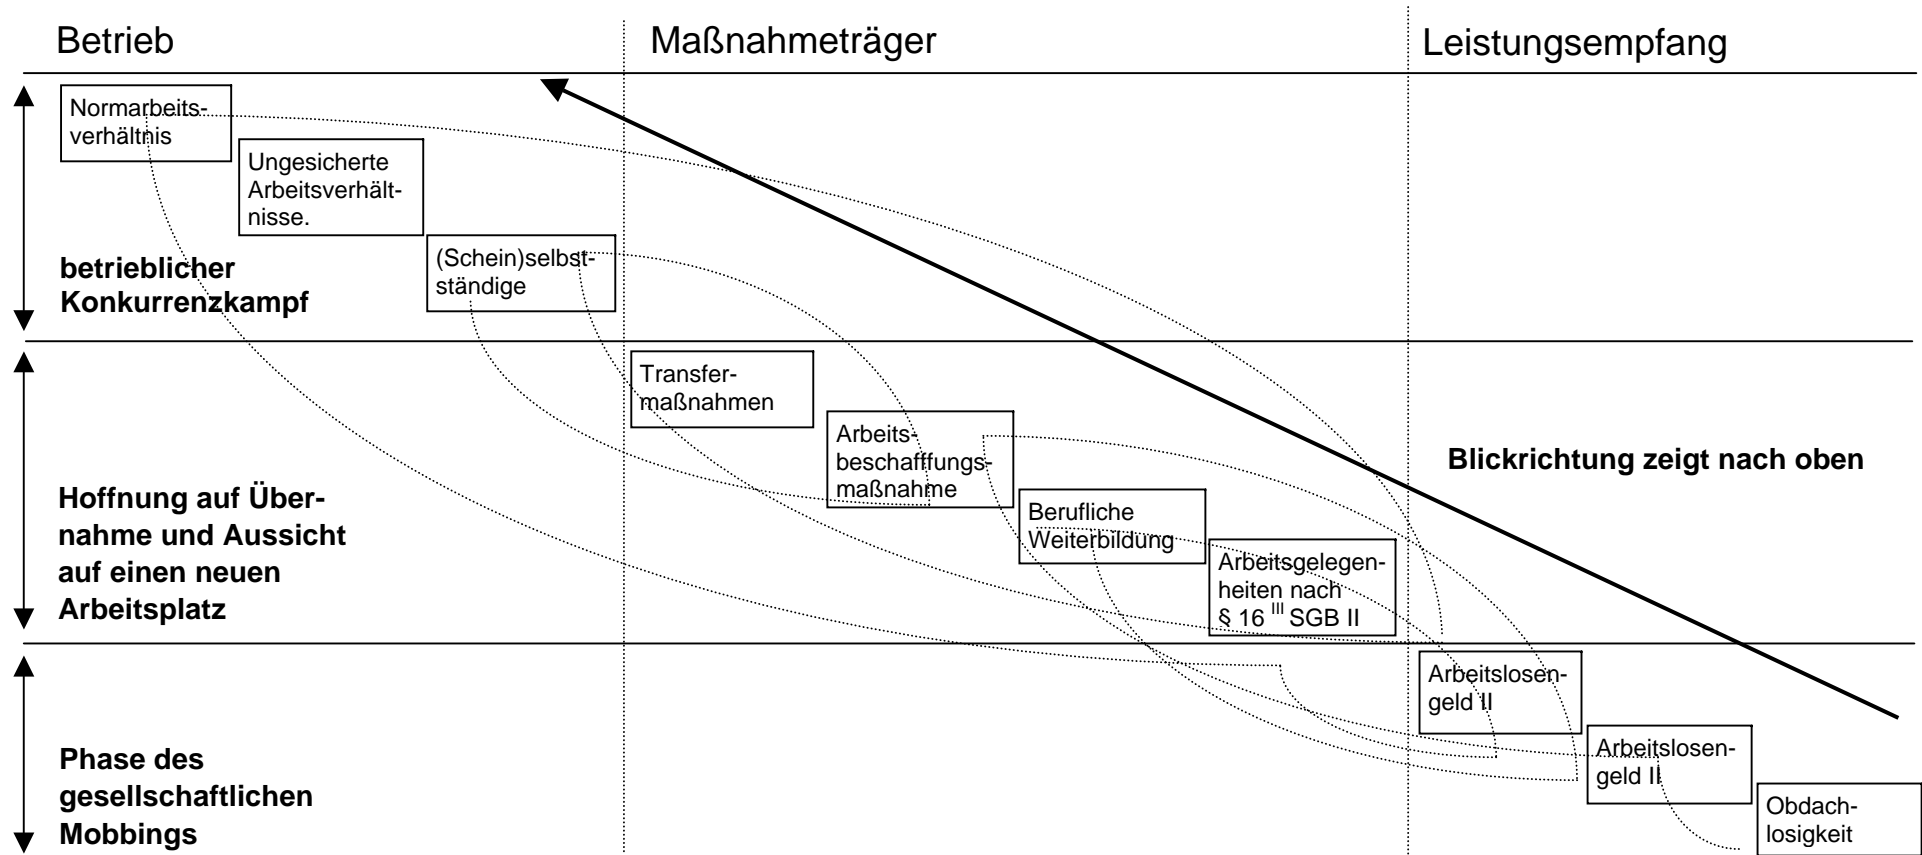 Betrieb
Maßnahmeträger
Leistungsempfang
Normarbeits-
verhältnis
Ungesicherte
Arbeitsverhält-
nisse.
(Schein)selbst-
ständige
betrieblicher
Konkurrenzkampf
Transfer-
maßnahmen
Arbeits-
beschafffungs-
maßnahme
Berufliche
Weiterbildung
Arbeitsgelegen-
heiten nach
§ 16 III SGB II
Blickrichtung zeigt nach oben
Hoffnung auf Über-
nahme und Aussicht
auf einen neuen
Arbeitsplatz
Arbeitslosen-
geld II
Arbeitslosen-
geld II
Obdach-
losigkeit
Phase des
gesellschaftlichen
Mobbings